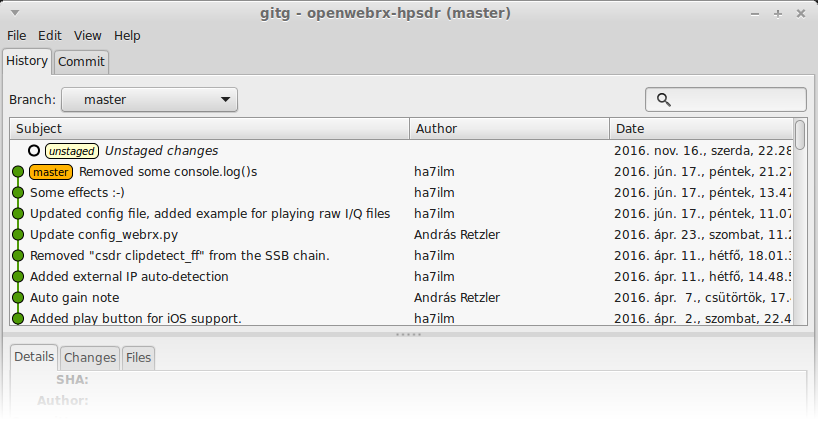 gitg - openwebrx-hpsdr (master)
File Edit View Help
History Commit
Branch: master
Subject Author Date
unstaged Unstaged changes 2016. nov. 16., szerda, 22.28
master Removed some console.log()s ha7ilm 2016. jún. 17., péntek, 21.27
Some effects :-) ha7ilm 2016. jún. 17., péntek, 13.47
Updated config file, added example for playing raw I/Q files ha7ilm 2016. jún. 17., péntek, 11.07
Update config_webrx.py András Retzler 2016. ápr. 23., szombat, 11.2
Removed "csdr clipdetect_ff" from the SSB chain. ha7ilm 2016. ápr. 11., hétfő, 18.01.3
Added external IP auto-detection ha7ilm 2016. ápr. 11., hétfő, 14.48.5
Auto gain note András Retzler 2016. ápr. 7., csütörtök, 17.
Added play button for iOS support. ha7ilm 2016. ápr. 2., szombat, 22.4
Details Changes Files
SHA:
Author: